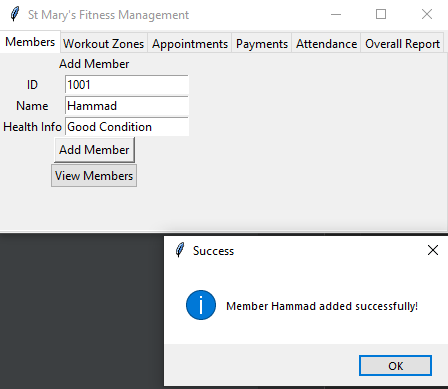 St Mary's Fitness Management
Members Workout Zones Appointments Payments Attendance Overall Report
Add Member
ID 1001
Name Hammad
Health Info Good Condition
Add Member
View Members
Success
Member Hammad added successfully!
OK